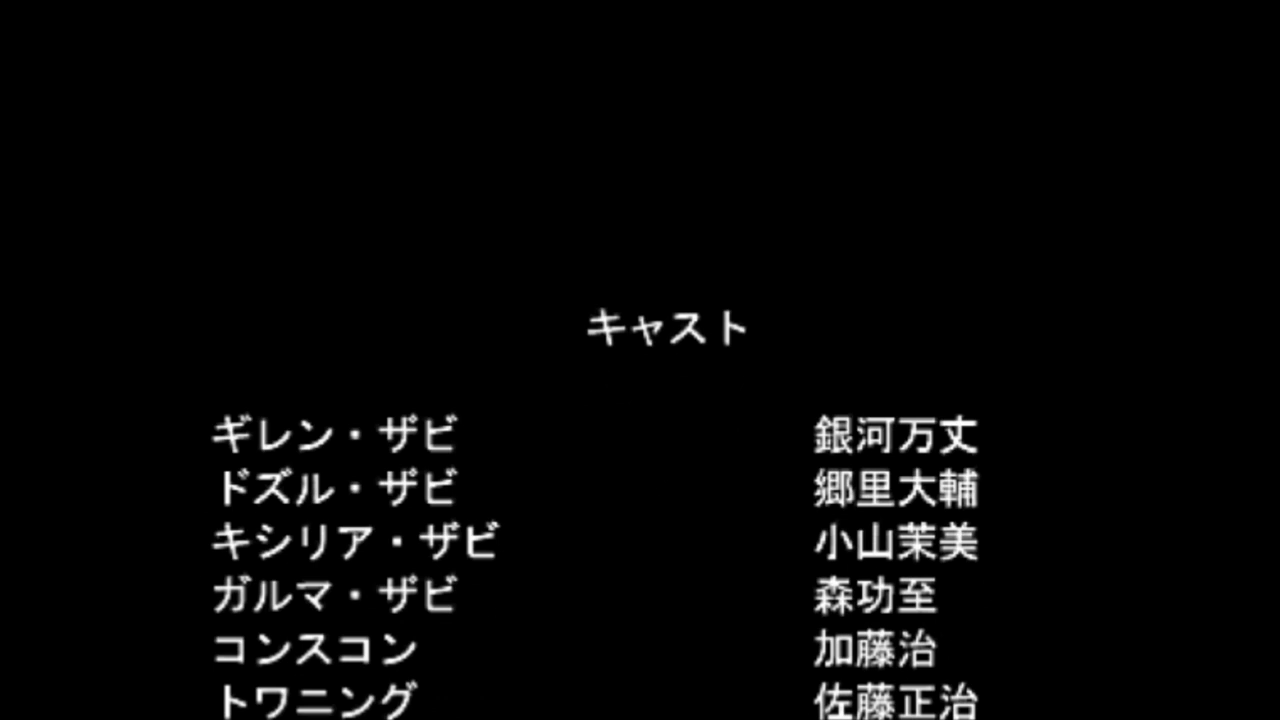 キャスト
ギレン・ザビ 銀河万丈
ドズル・ザビ 郷里大輔
キシリア・ザビ 小山茉美
ガルマ・ザビ 森功至
コンスコン 加藤治
トワニング 佐藤正治